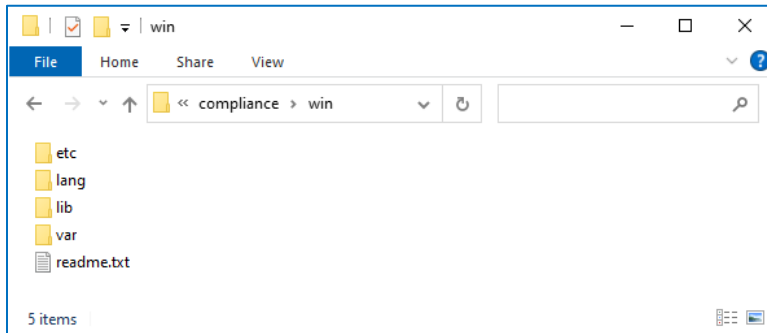 win
File Home Share View ?
« compliance > win
etc
lang
lib
var
readme.txt
5 items